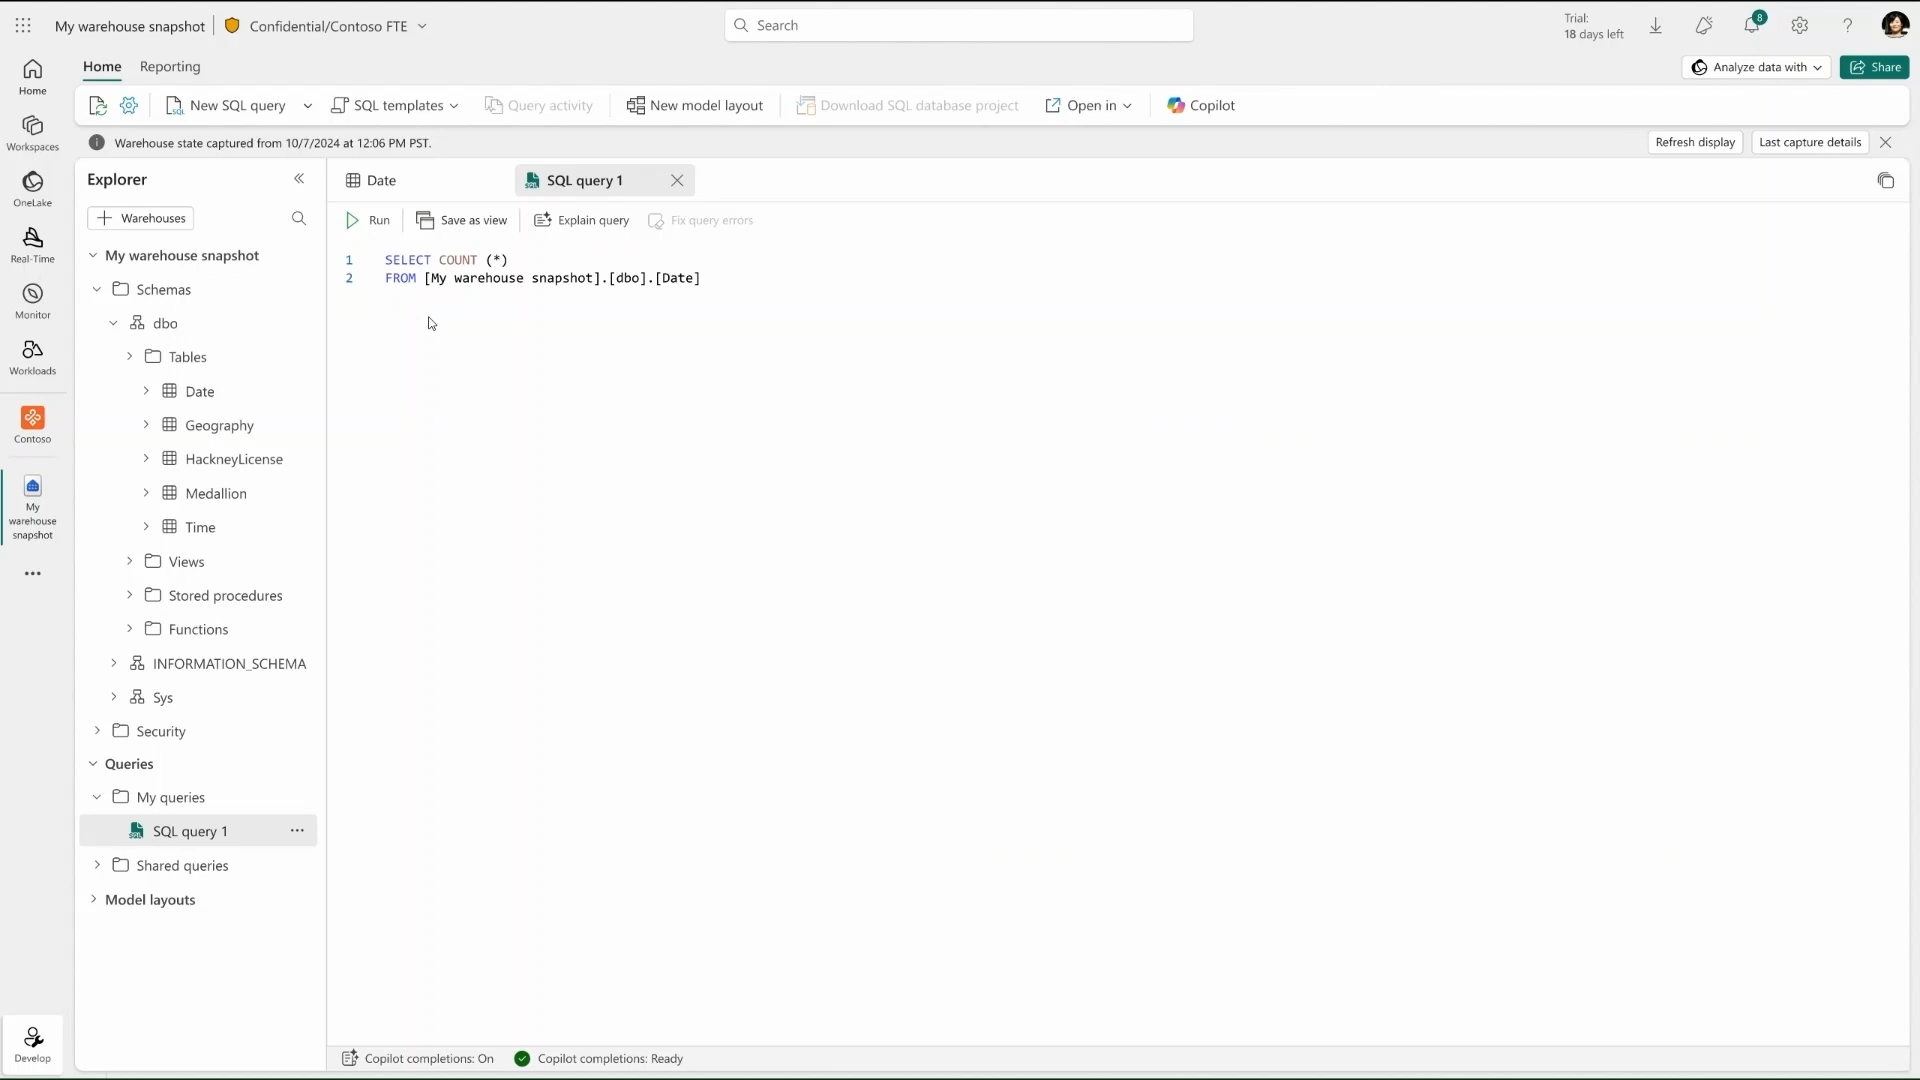 My warehouse snapshot
Confidential/Contoso FTE
Search
Trial:
18 days left
8
Home
Reporting
Analyze data with
Share
New SQL query
SQL templates
Query activity
New model layout
Download SQL database project
Open in
Copilot
Warehouse state captured from 10/7/2024 at 12:06 PM PST.
Refresh display
Last capture details
Home
Workspaces
OneLake
Real-Time
Monitor
Workloads
Contoso
My
warehouse
snapshot
Develop
Explorer
Warehouses
My warehouse snapshot
Schemas
dbo
Tables
Date
Geography
HackneyLicense
Medallion
Time
Views
Stored procedures
Functions
INFORMATION_SCHEMA
Sys
Security
Queries
My queries
SQL query 1
Shared queries
Model layouts
Date
SQL query 1
Run
Save as view
Explain query
Fix query errors
1 SELECT COUNT (*)
2 FROM [My warehouse snapshot].[dbo].[Date]
Copilot completions: On
Copilot completions: Ready